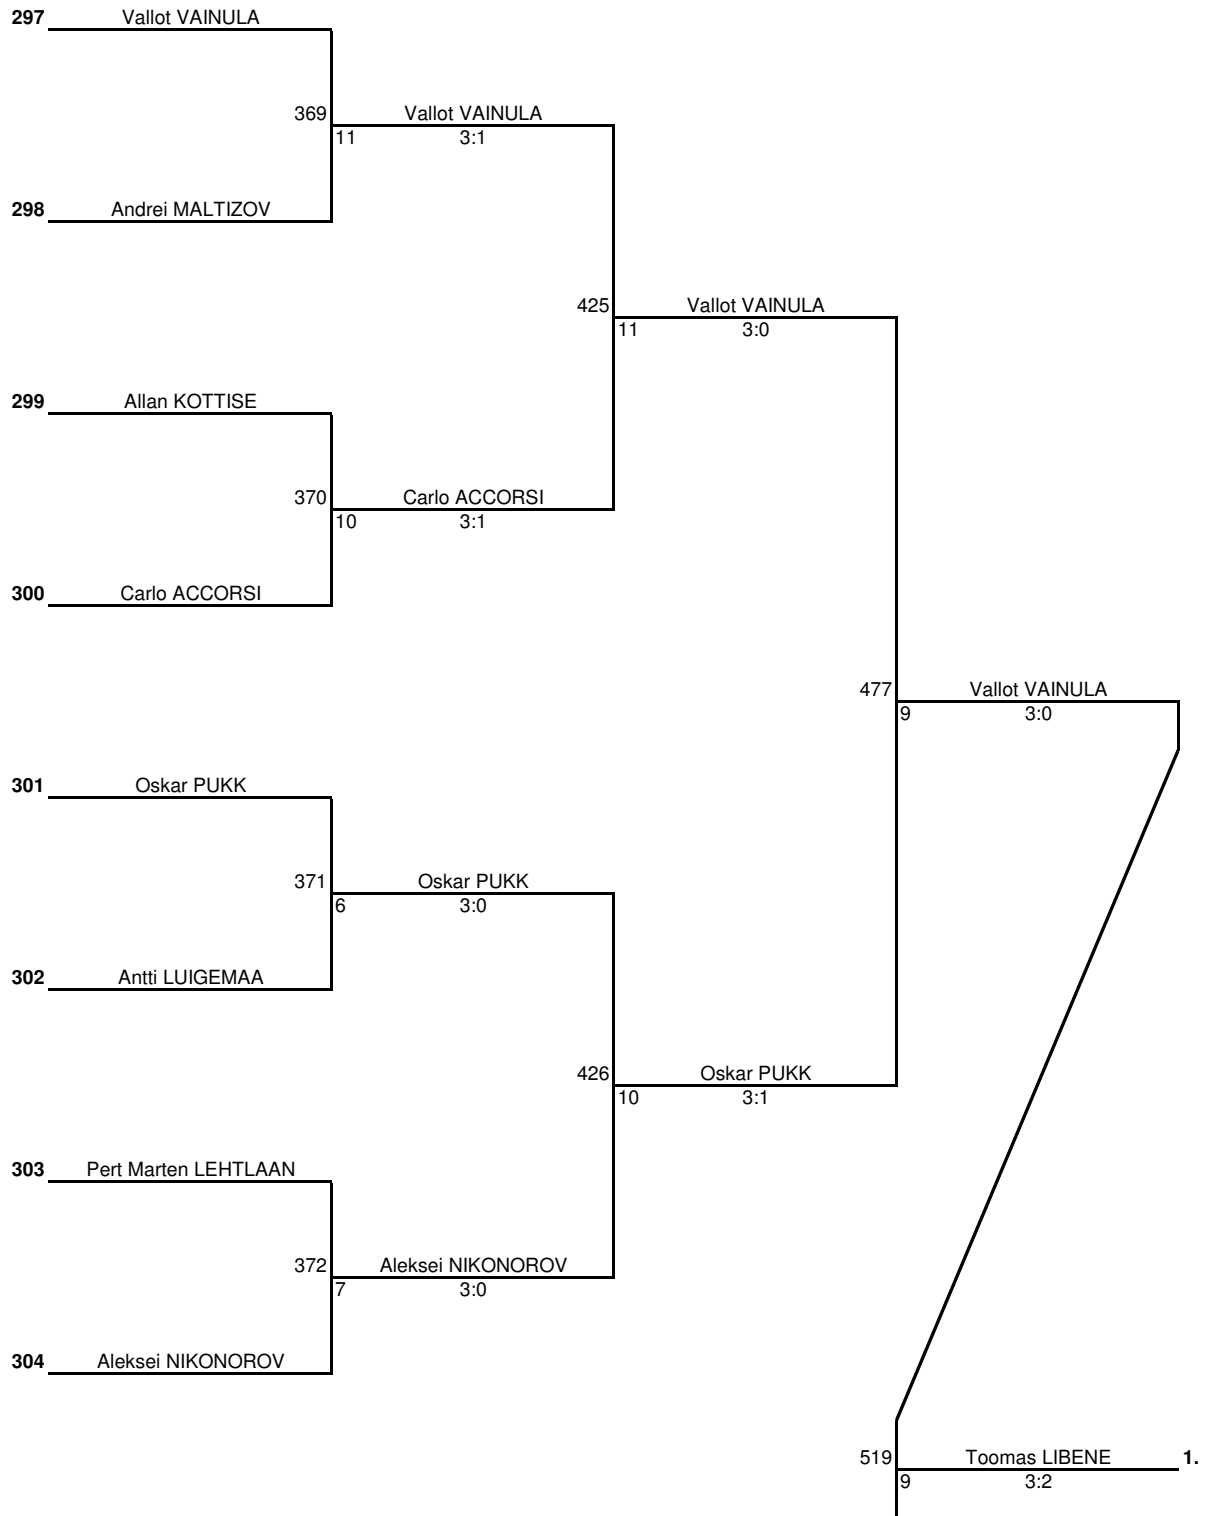 297 Vallot VAINULA
369 Vallot VAINULA
11 3:1
298 Andrei MALTIZOV
425 Vallot VAINULA
11 3:0
299 Allan KOTTISE
370 Carlo ACCORSI
10 3:1
300 Carlo ACCORSI
477 Vallot VAINULA
9 3:0
301 Oskar PUKK
371 Oskar PUKK
6 3:0
302 Antti LUIGEMAA
426 Oskar PUKK
10 3:1
303 Pert Marten LEHTLAAN
372 Aleksei NIKONOROV
7 3:0
304 Aleksei NIKONOROV
519 Toomas LIBENE 1.
9 3:2